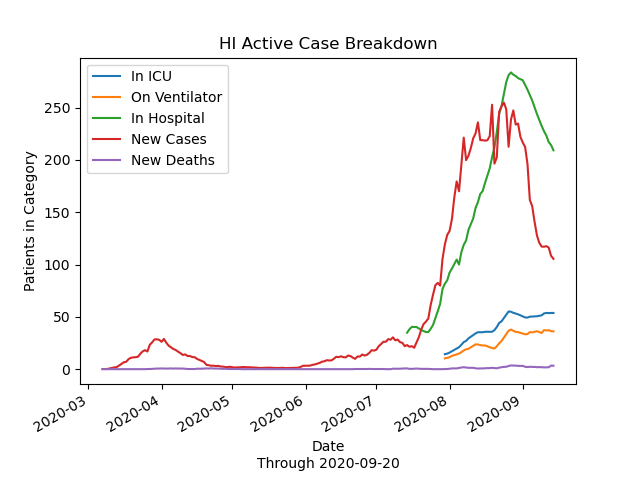 HI Active Case Breakdown
In ICU
On Ventilator
In Hospital
New Cases
New Deaths
Patients in Category
250
200
150
100
50
0
2020-03
2020-04
2020-05
2020-06
2020-07
2020-08
2020-09
Date
Through 2020-09-20